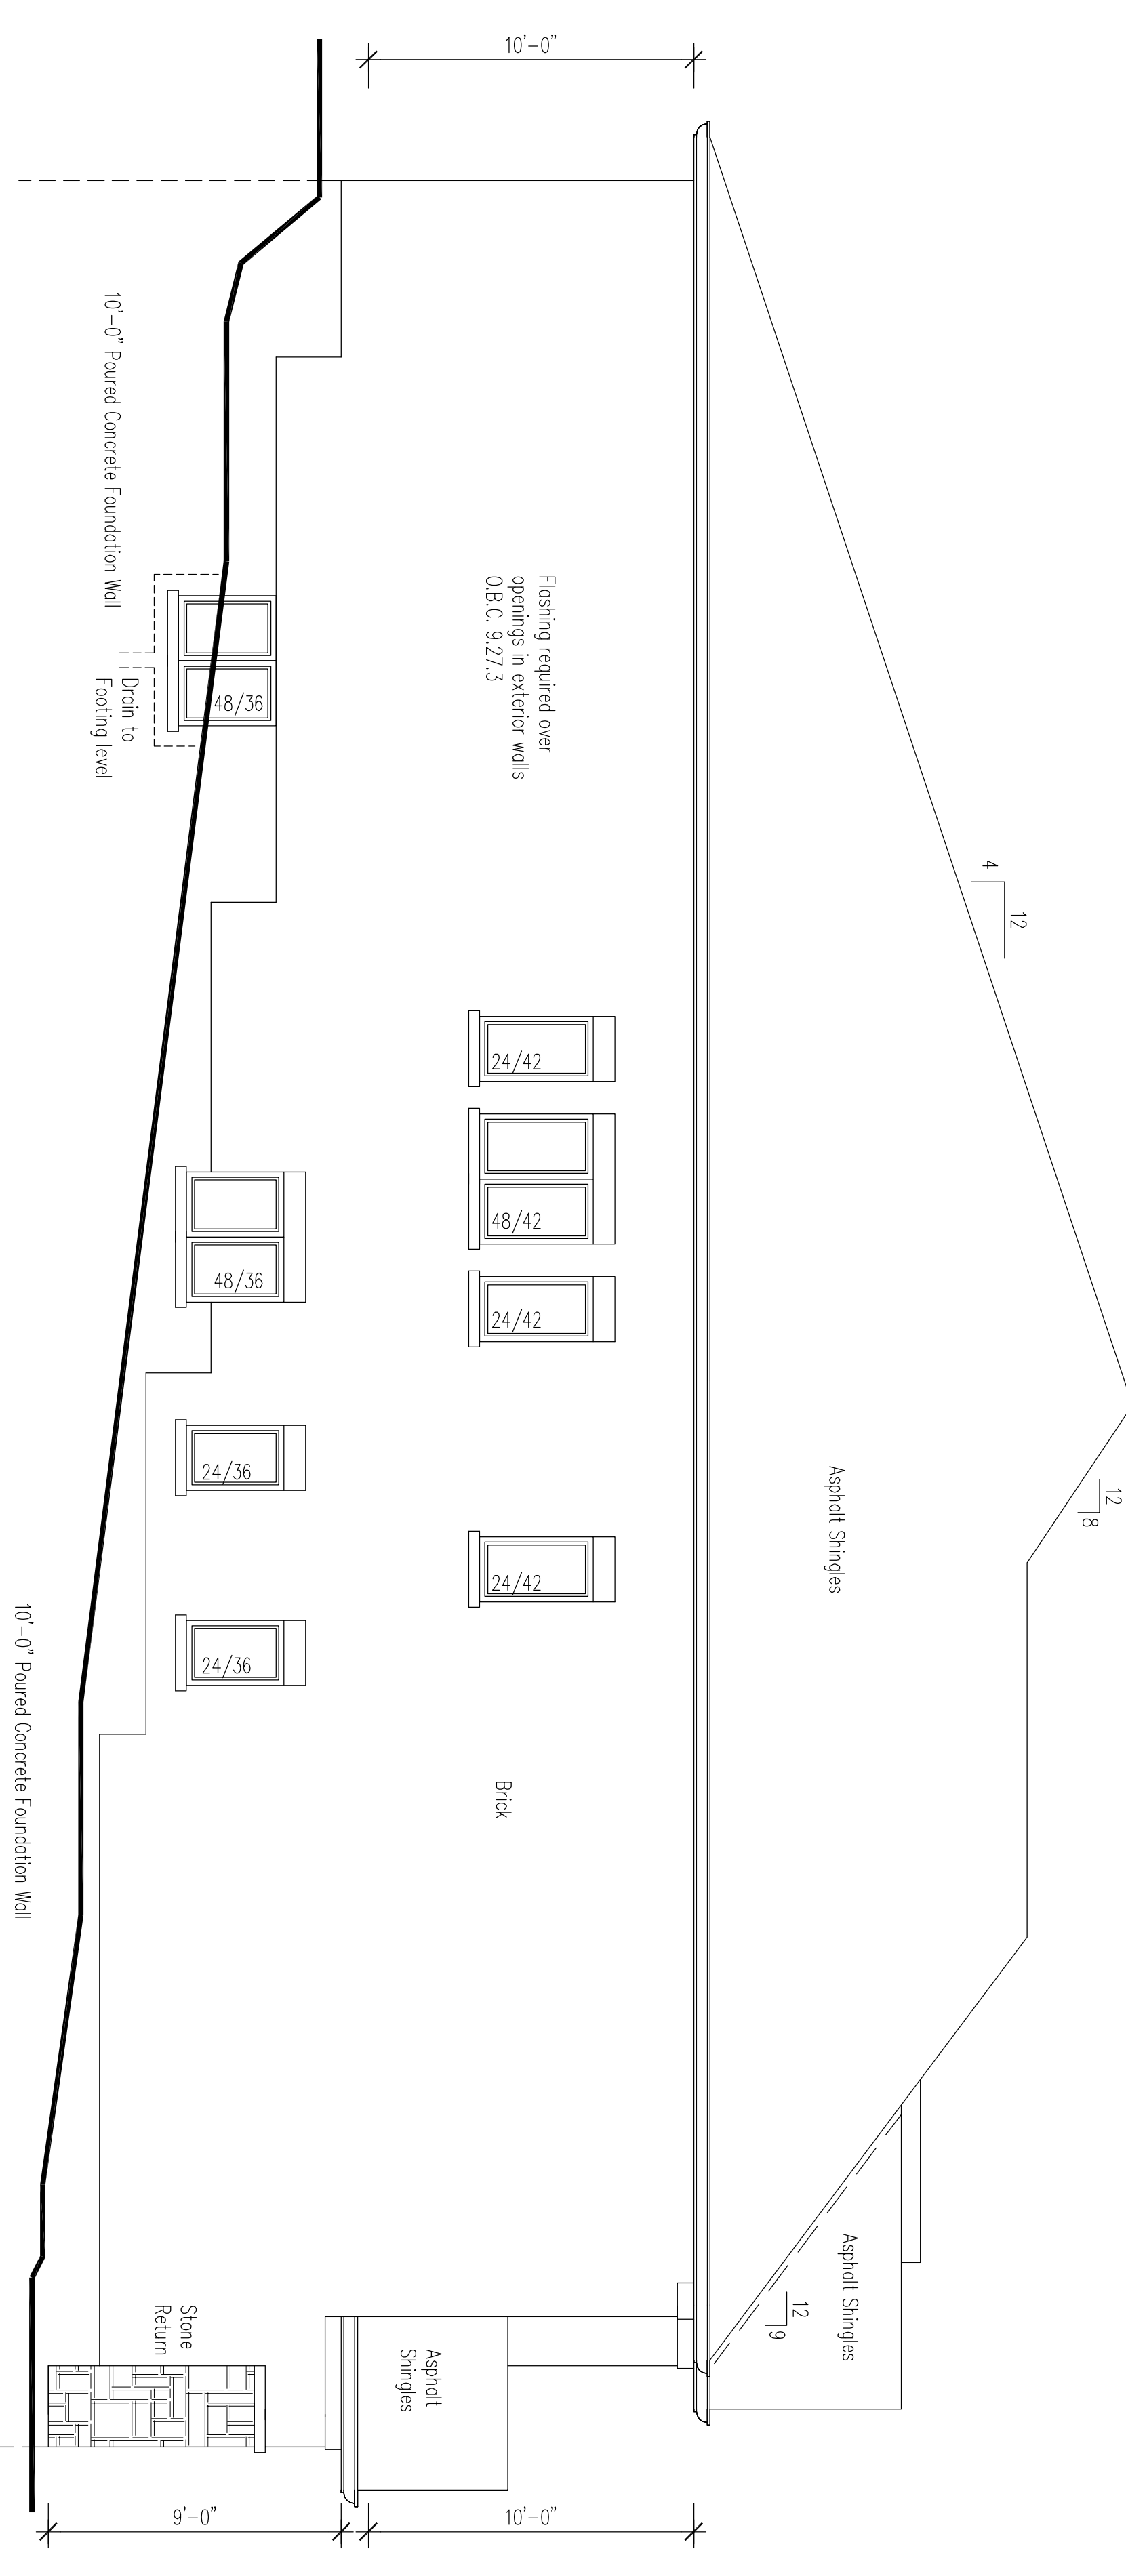 12
4
12
8
Asphalt Shingles
Asphalt Shingles
12
9
10'-0"
10'-0"
Flashing required over
openings in exterior walls
O.B.C. 9.27.3
24/42
48/42
24/42
24/42
Brick
Asphalt
Shingles
48/36
48/36
24/36
24/36
Stone
Return
9'-0"
10'-0" Poured Concrete Foundation Wall
Drain to
Footing level
10'-0" Poured Concrete Foundation Wall